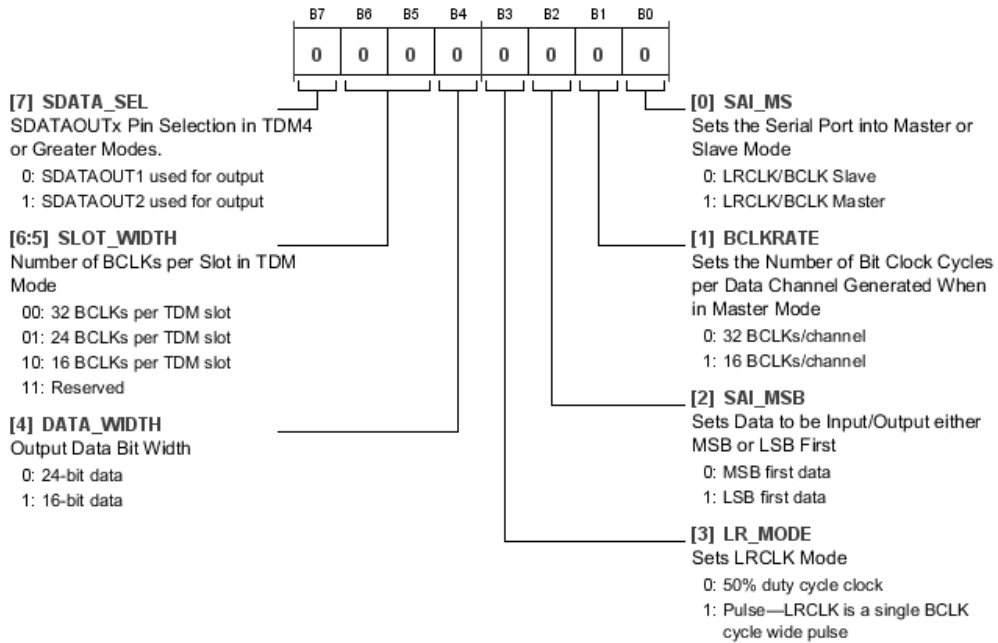 B7 B6 B5 B4 B3 B2 B1 B0
0 0 0 0 0 0 0 0
[7] SDATA_SEL
SDATAOUTx Pin Selection in TDM4
or Greater Modes.
0: SDATAOUT1 used for output
1: SDATAOUT2 used for output
[6:5] SLOT_WIDTH
Number of BCLKs per Slot in TDM
Mode
00: 32 BCLKs per TDM slot
01: 24 BCLKs per TDM slot
10: 16 BCLKs per TDM slot
11: Reserved
[4] DATA_WIDTH
Output Data Bit Width
0: 24-bit data
1: 16-bit data
[0] SAI_MS
Sets the Serial Port into Master or
Slave Mode
0: LRCLK/BCLK Slave
1: LRCLK/BCLK Master
[1] BCLKRATE
Sets the Number of Bit Clock Cycles
per Data Channel Generated When
in Master Mode
0: 32 BCLKs/channel
1: 16 BCLKs/channel
[2] SAI_MSB
Sets Data to be Input/Output either
MSB or LSB First
0: MSB first data
1: LSB first data
[3] LR_MODE
Sets LRCLK Mode
0: 50% duty cycle clock
1: Pulse—LRCLK is a single BCLK
cycle wide pulse